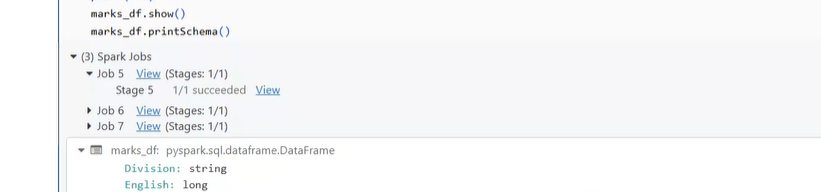 marks_df.show()
marks_df.printSchema()
(3) Spark Jobs
Job 5 View (Stages: 1/1)
Stage 5 1/1 succeeded View
Job 6 View (Stages: 1/1)
Job 7 View (Stages: 1/1)
marks_df: pyspark.sql.dataframe.DataFrame
Division: string
English: long